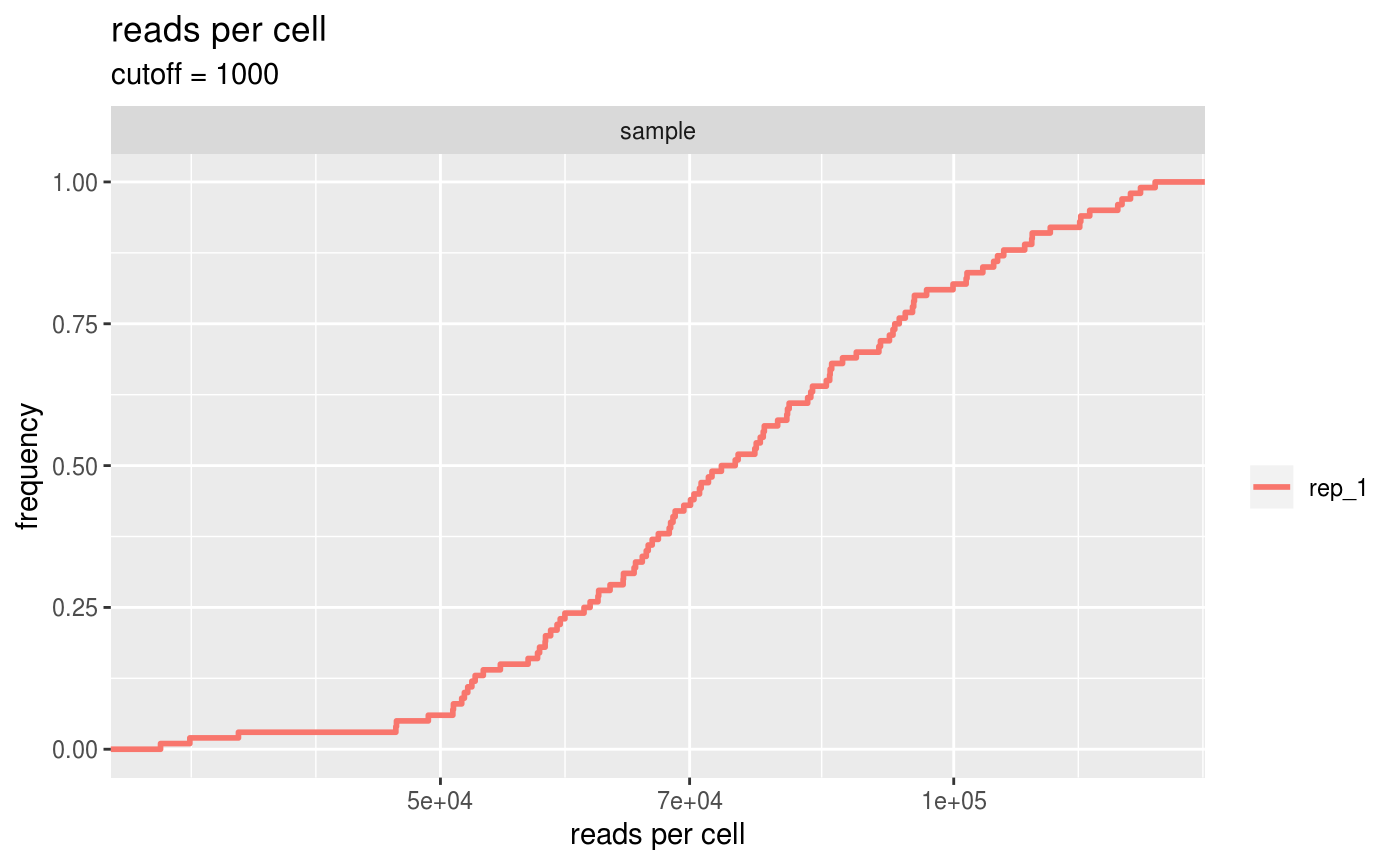 reads per cell
cutoff = 1000
sample
1.00
0.75
0.50
0.25
0.00
frequency
5e+04 7e+04 1e+05
reads per cell
rep_1